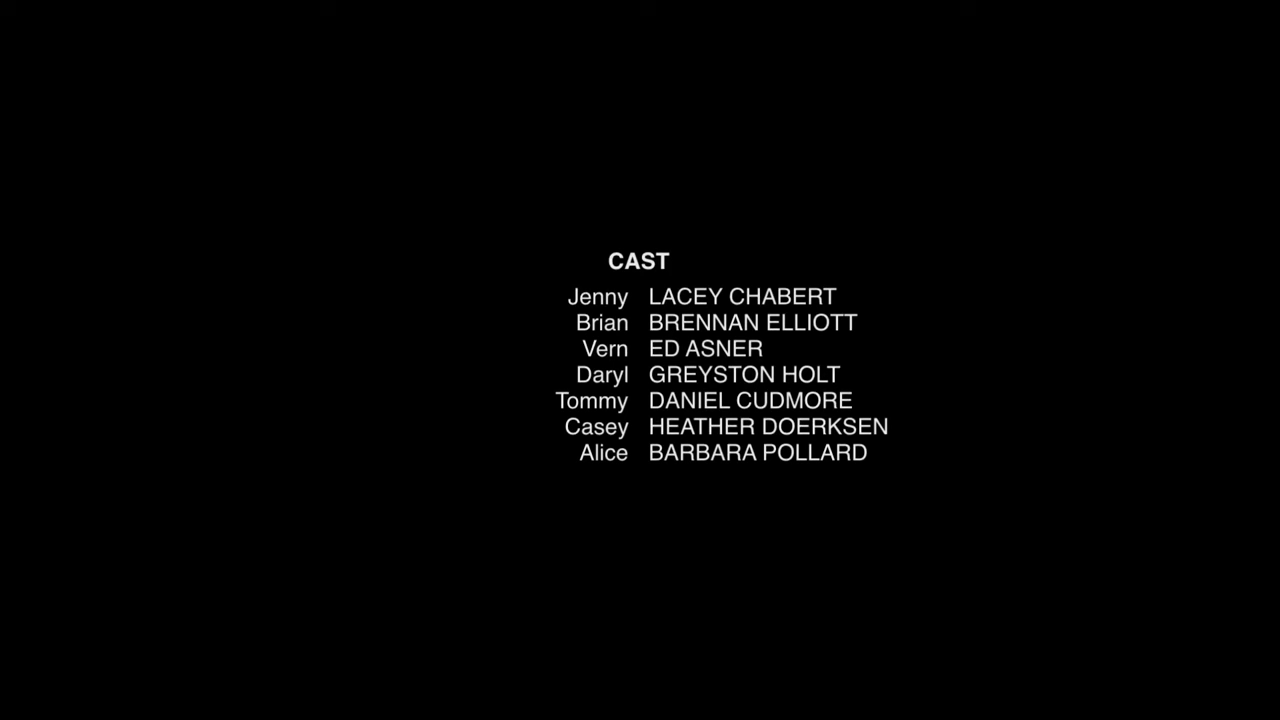 CAST
Jenny LACEY CHABERT
Brian BRENNAN ELLIOTT
Vern ED ASNER
Daryl GREYSTON HOLT
Tommy DANIEL CUDMORE
Casey HEATHER DOERKSEN
Alice BARBARA POLLARD